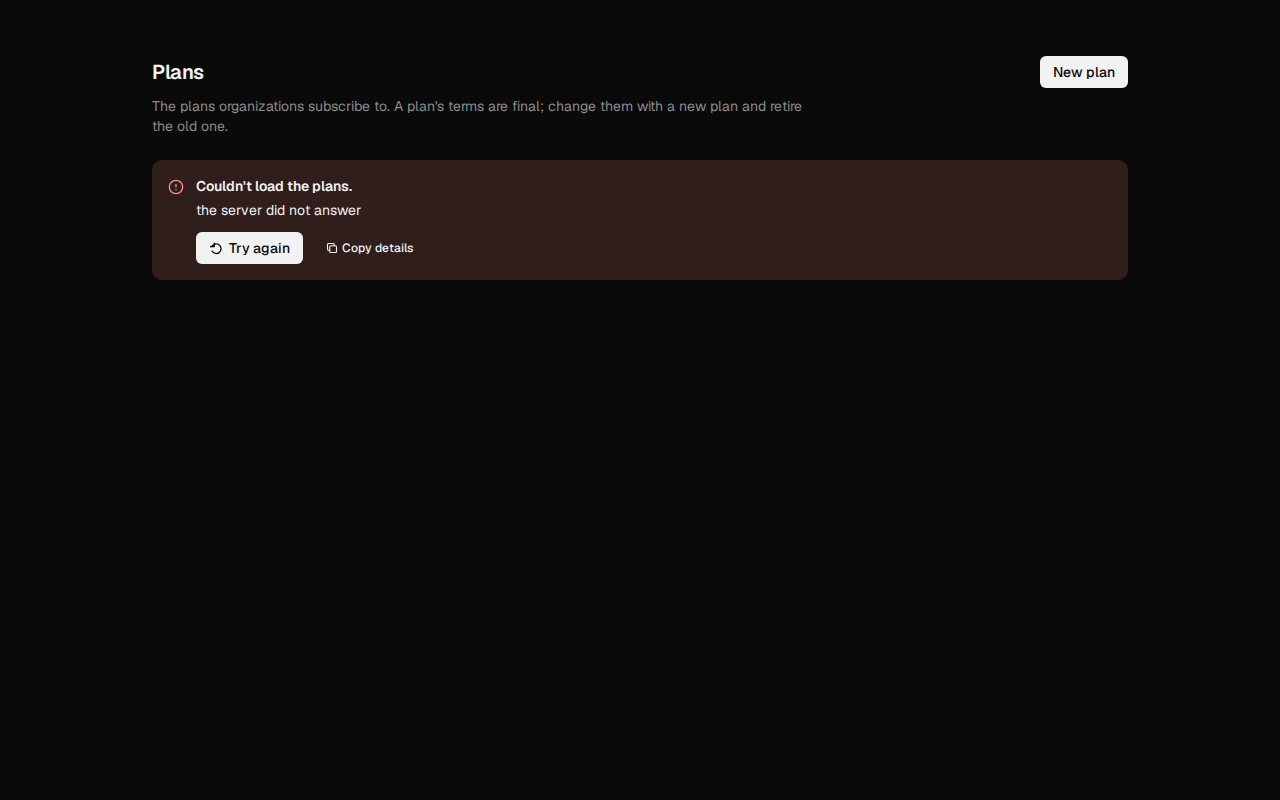 Plans
New plan
The plans organizations subscribe to. A plan's terms are final; change them with a new plan and retire
the old one.
Couldn't load the plans.
the server did not answer
Try again
Copy details